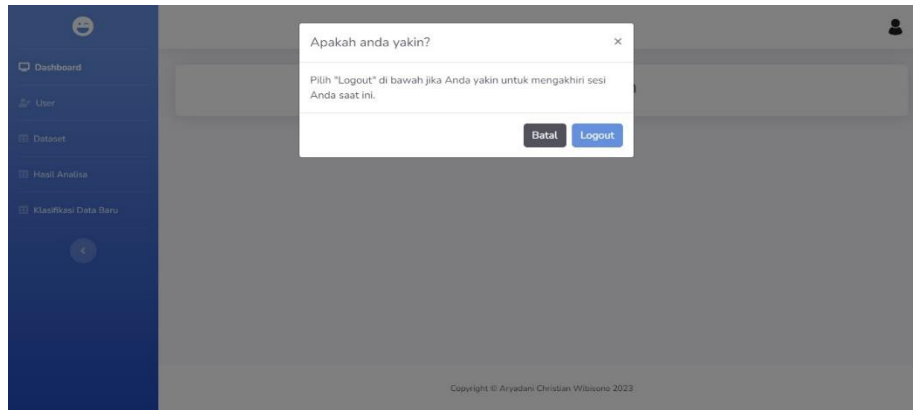 Dashboard
User
Dataset
Hasil Analisa
Klasifikasi Data Baru
Apakah anda yakin?
×
Pilih "Logout" di bawah jika Anda yakin untuk mengakhiri sesi
Anda saat ini.
Batal
Logout
Copyright © Aryadani Christian Wibisono 2023